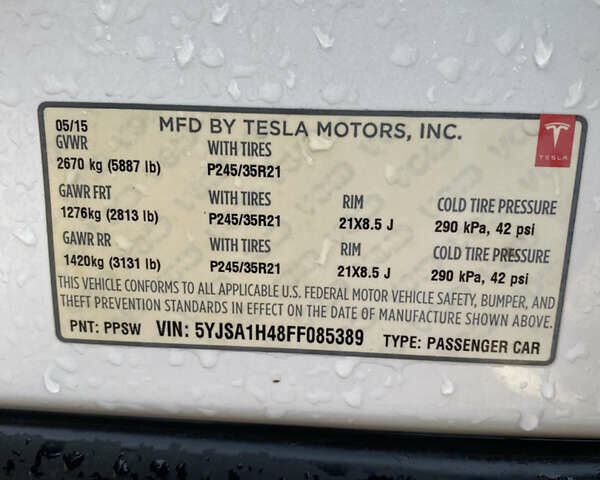 05/15 MFD BY TESLA MOTORS, INC.
TESLA
GVWR WITH TIRES
2670 kg (5887 lb) P245/35R21
GAWR FRT WITH TIRES RIM COLD TIRE PRESSURE
1276kg (2813 lb) P245/35R21 21X8.5 J 290 kPa, 42 psi
GAWR RR WITH TIRES RIM COLD TIRE PRESSURE
1420kg (3131 lb) P245/35R21 21X8.5 J 290 kPa, 42 psi
THIS VEHICLE CONFORMS TO ALL APPLICABLE U.S. FEDERAL MOTOR VEHICLE SAFETY, BUMPER, AND
THEFT PREVENTION STANDARDS IN EFFECT ON THE DATE OF MANUFACTURE SHOWN ABOVE.
PNT: PPSW VIN: 5YJSA1H48FF085389 TYPE: PASSENGER CAR